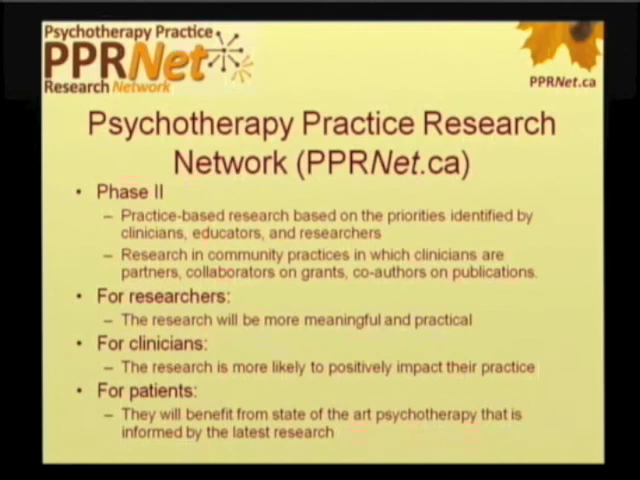 Psychotherapy Practice
PPRNet
Research Network
PPRNet.ca
Psychotherapy Practice Research
Network (PPRNet.ca)
• Phase II
– Practice-based research based on the priorities identified by
clinicians, educators, and researchers
– Research in community practices in which clinicians are
partners, collaborators on grants, co-authors on publications.
• For researchers:
– The research will be more meaningful and practical
• For clinicians:
– The research is more likely to positively impact their practice
• For patients:
– They will benefit from state of the art psychotherapy that is
informed by the latest research